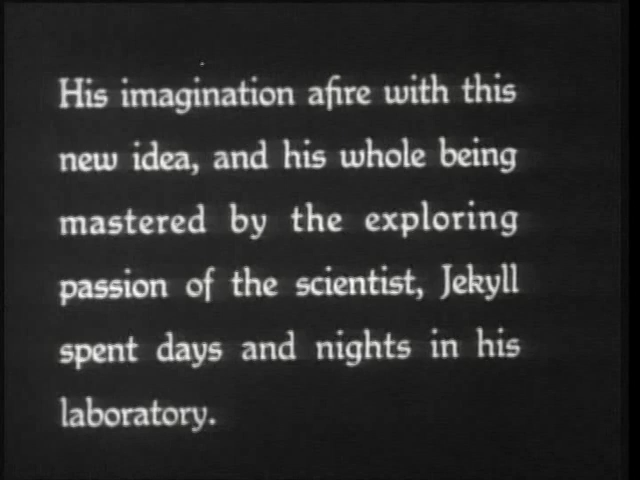 His imagination afire with this
new idea, and his whole being
mastered by the exploring
passion of the scientist, Jekyll
spent days and nights in his
laboratory.